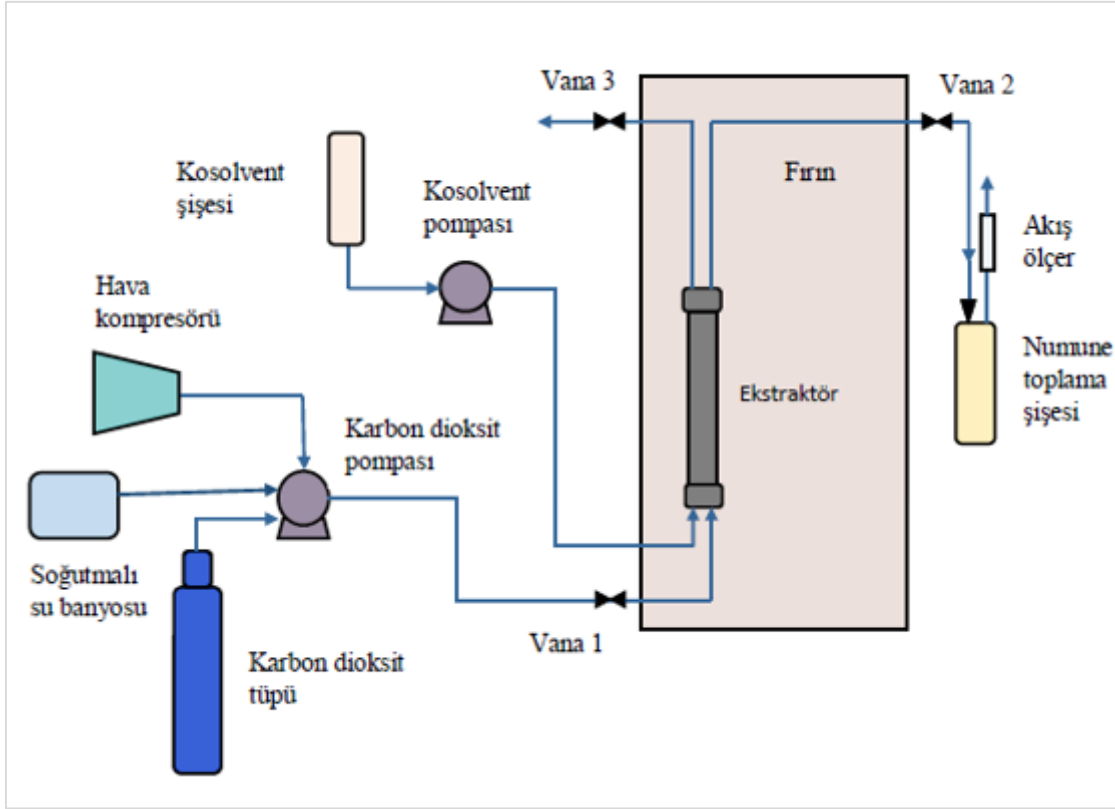 Vana 3
Vana 2
Kosolvent
şişesi
Kosolvent
pompası
Fırın
Akış
ölçer
Hava
kompresörü
Numune
toplama
şişesi
Ekstraktör
Karbon dioksit
pompası
Soğutmalı
su banyosu
Vana 1
Karbon dioksit
tüpü